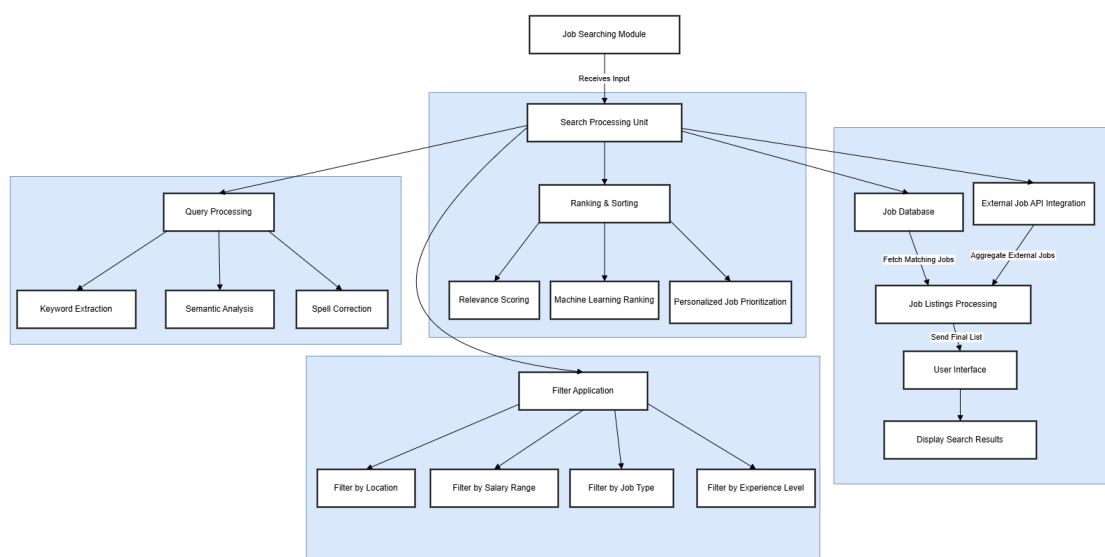 Job Searching Module
Receives Input
Search Processing Unit
Query Processing
Ranking & Sorting
Job Database
External Job API Integration
Fetch Matching Jobs
Aggregate External Jobs
Keyword Extraction
Semantic Analysis
Spell Correction
Relevance Scoring
Machine Learning Ranking
Personalized Job Prioritization
Job Listings Processing
Send Final List
User Interface
Filter Application
Display Search Results
Filter by Location
Filter by Salary Range
Filter by Job Type
Filter by Experience Level